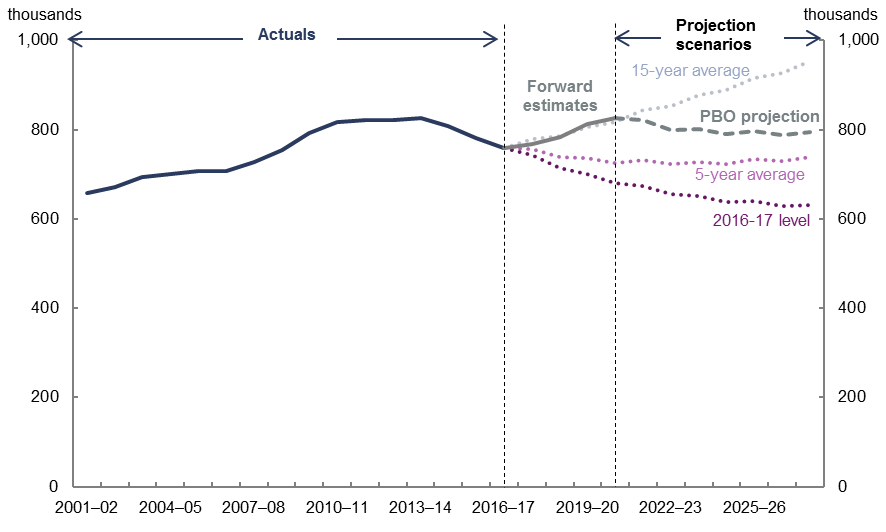 thousands
thousands
1,000
Actuals
Projection
scenarios
1,000
15-year average
Forward
estimates
PBO projection
800
800
5-year average
600
2016-17 level
600
400
400
200
200
0
0
2001–02
2004–05
2007–08
2010–11
2013–14
2016–17
2019–20
2022–23
2025–26